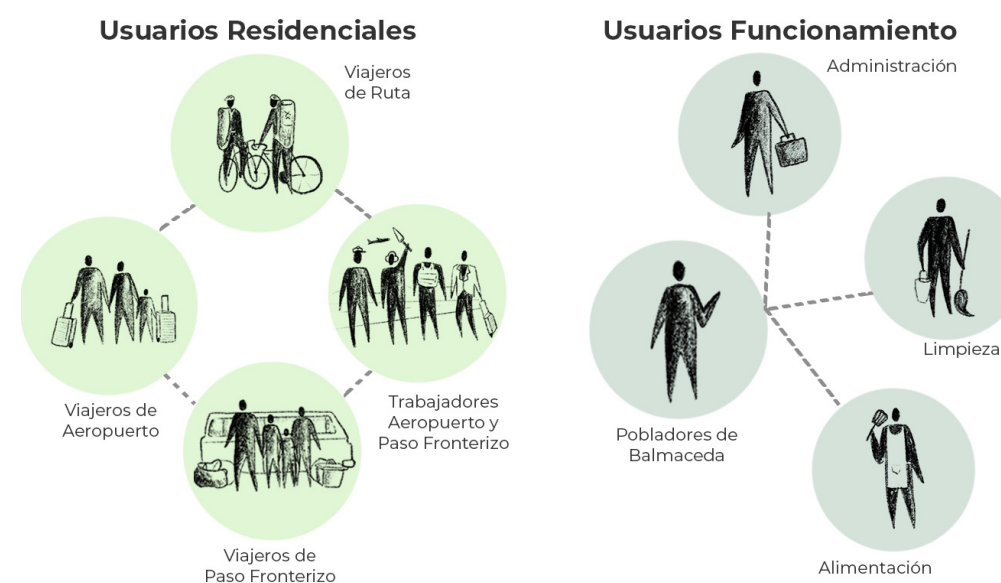 Usuarios Residenciales
Viajeros
de Ruta
Viajeros de
Aeropuerto
Trabajadores
Aeropuerto y
Paso Fronterizo
Viajeros de
Paso Fronterizo
Usuarios Funcionamiento
Administración
Limpieza
Pobladores de
Balmaceda
Alimentación